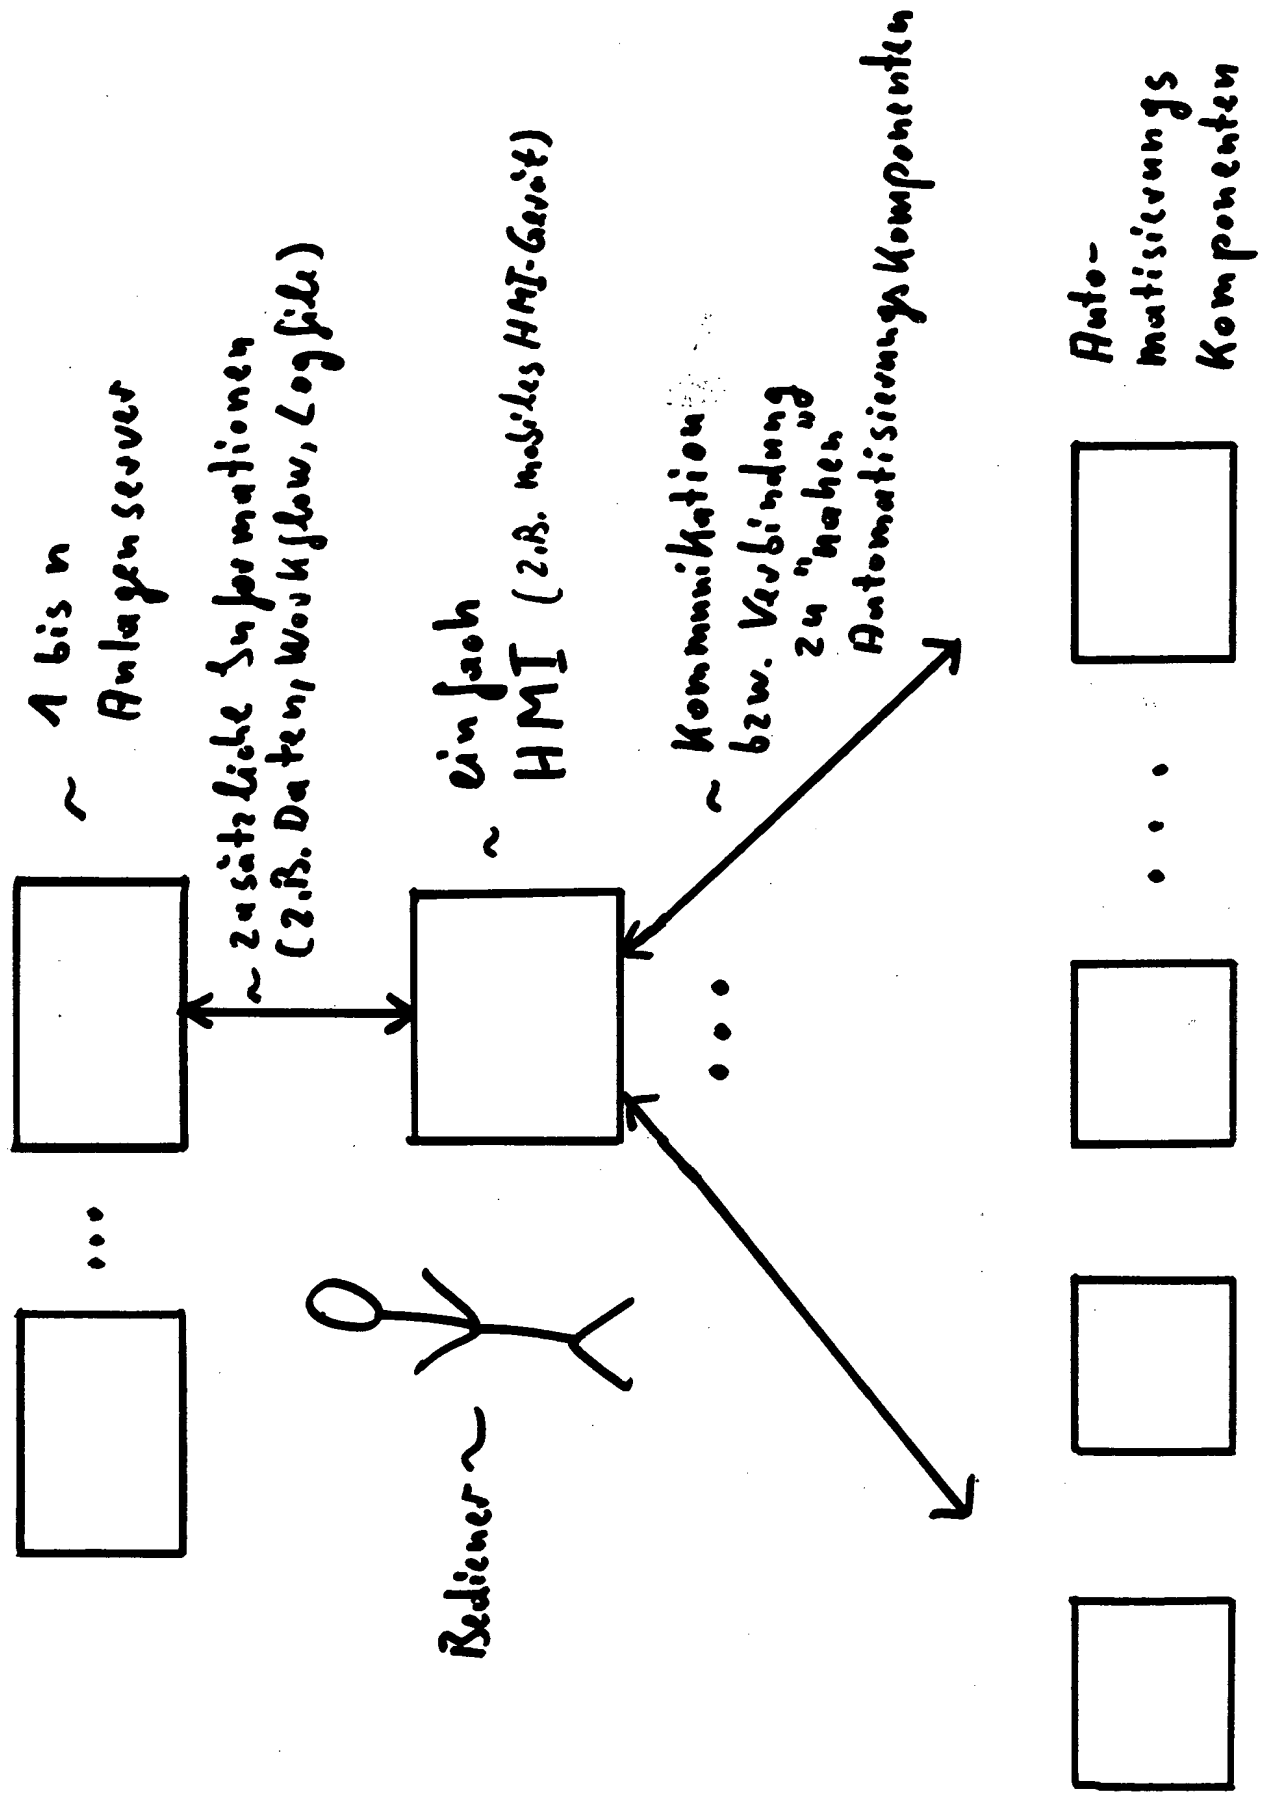 1 bis n
Anlagenserver
~ zusätzliche Informationen
(z.B. Daten, Workflow, Logfile)
~ einfach
HMI (z.B. mobiles HMI-Gerät)
Bediener ~
~ Kommunikation
bzw. Verbindung
zu "nahen"
Automatisierungskomponenten
Auto-
matisierungs
Komponenten